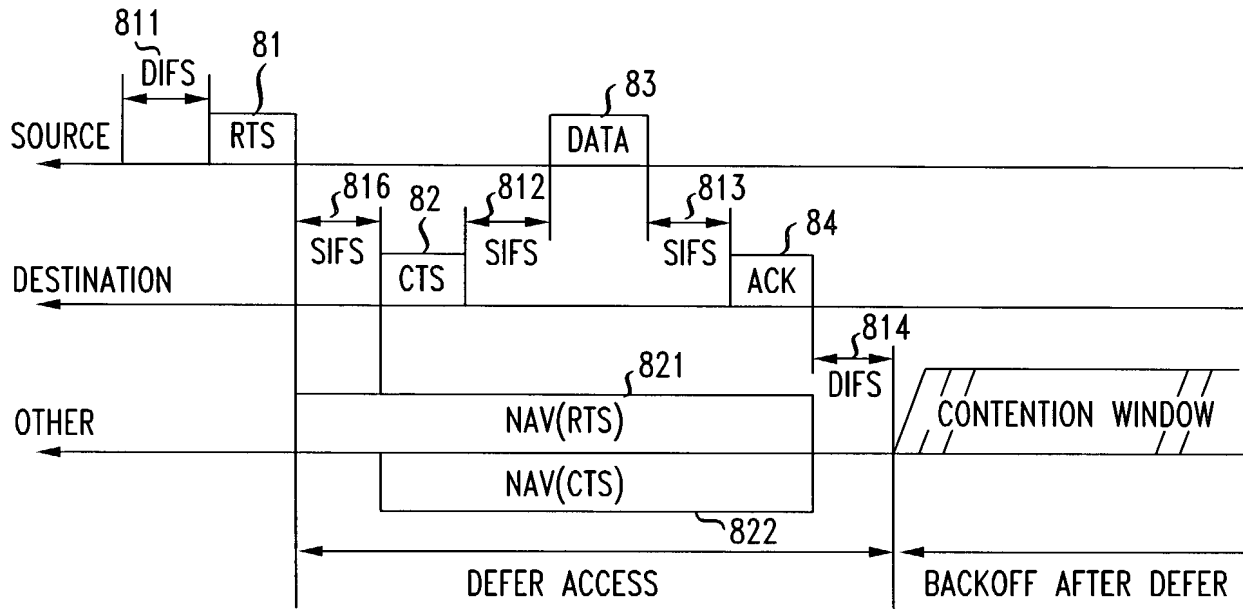 811
DIFS
81
83
SOURCE
RTS
DATA
816
82
812
813
84
SIFS
SIFS
SIFS
DESTINATION
CTS
ACK
814
821
DIFS
OTHER
NAV(RTS)
CONTENTION WINDOW
NAV(CTS)
822
DEFER ACCESS
BACKOFF AFTER DEFER